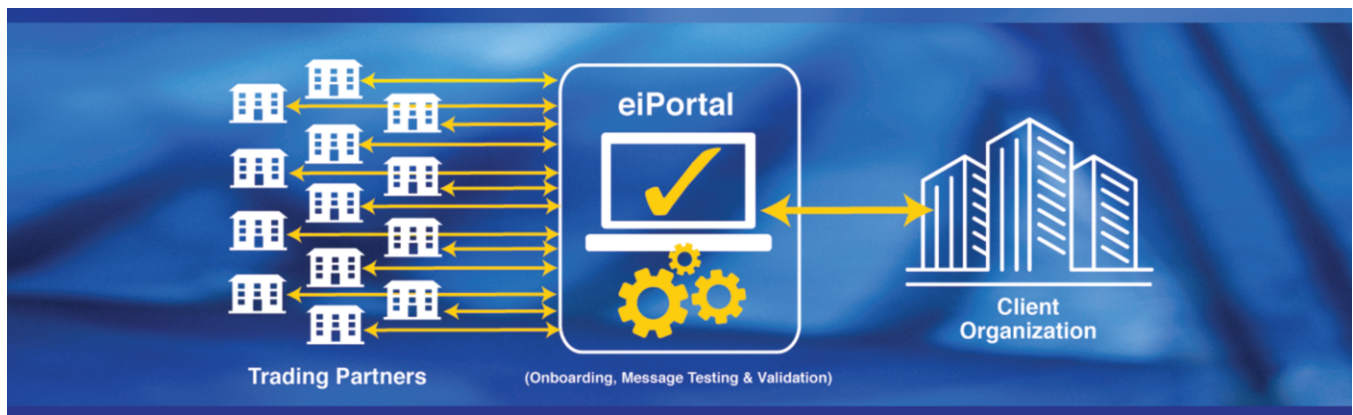 eiPortal
Trading Partners
(Onboarding, Message Testing & Validation)
Client
Organization